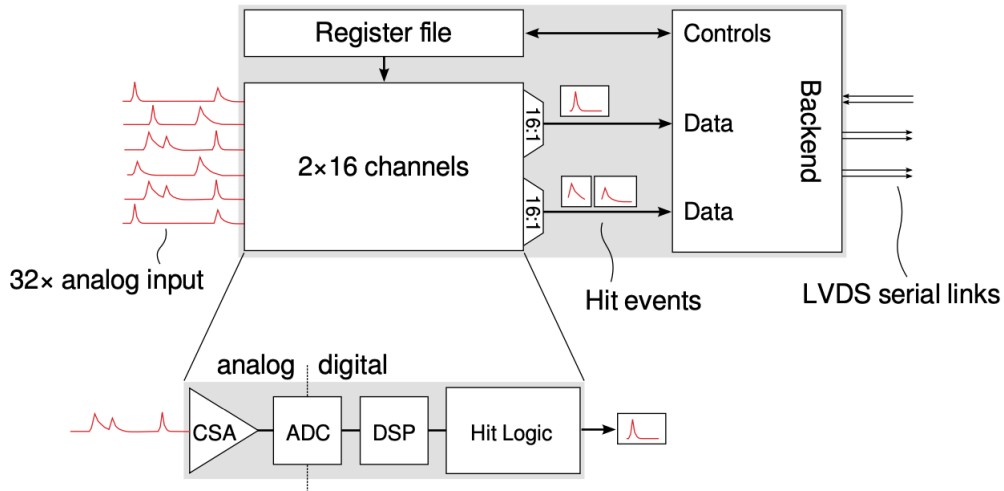 Register file
Controls
16:1
Data
Backend
2×16 channels
16:1
Data
32× analog input
Hit events
LVDS serial links
analog digital
CSA
ADC
DSP
Hit Logic